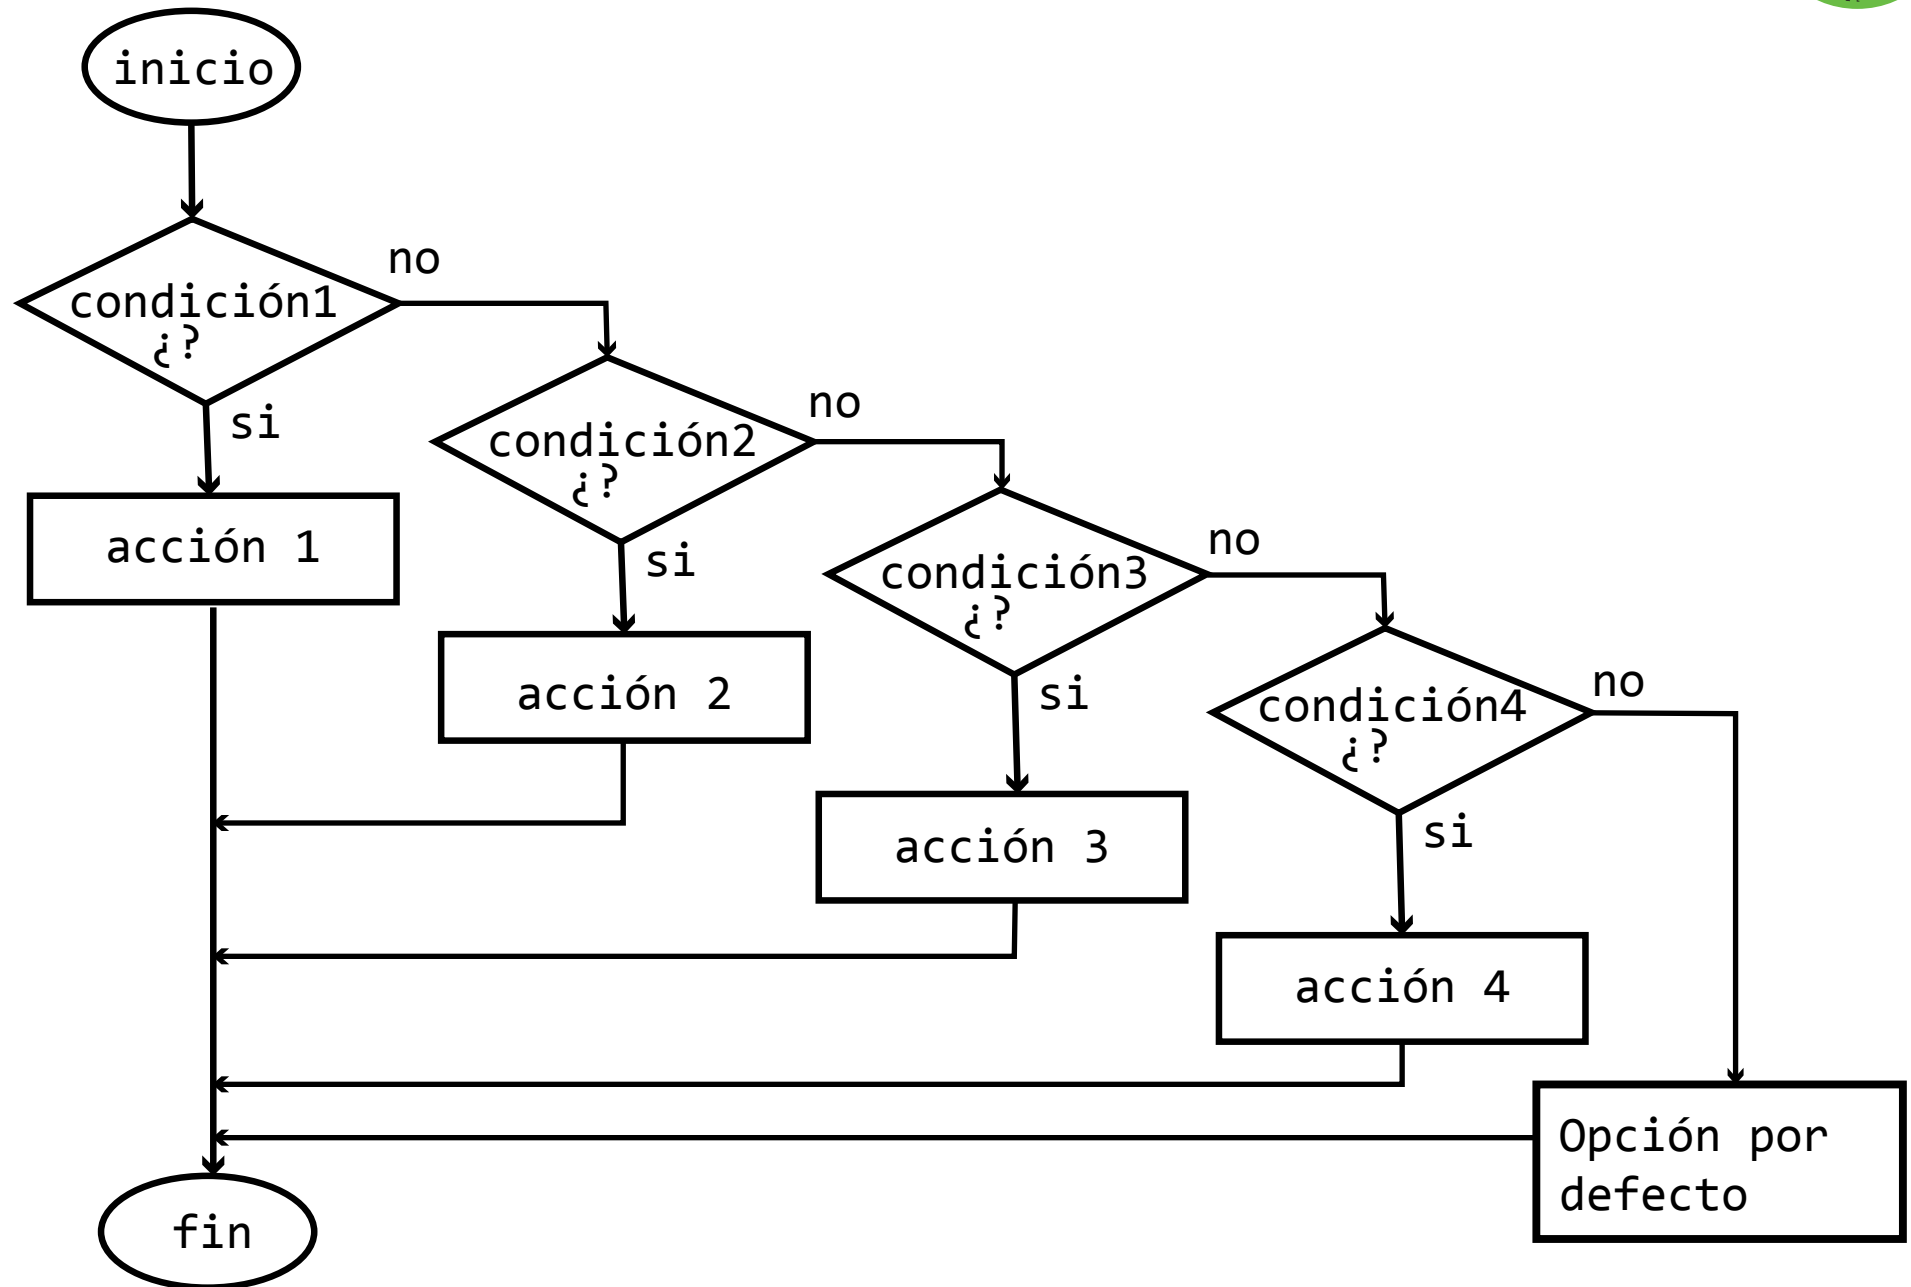 inicio
no
condición1
¿?
si
no
condición2
¿?
si
acción 1
no
condición3
¿?
si
acción 2
no
condición4
¿?
si
acción 3
acción 4
Opción por
defecto
fin